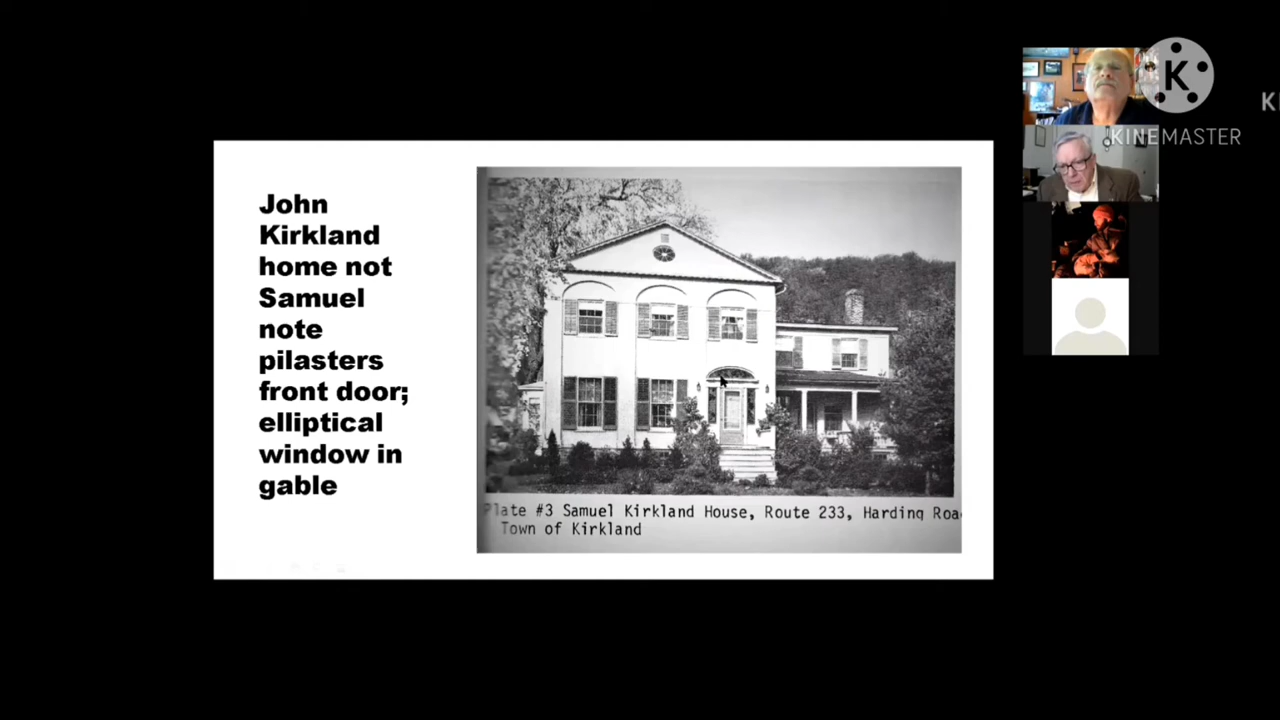 John
Kirkland
home not
Samuel
note
pilasters
front door;
elliptical
window in
gable
Plate #3 Samuel Kirkland House, Route 233, Harding Roa
Town of Kirkland
K
KINEMASTER
K